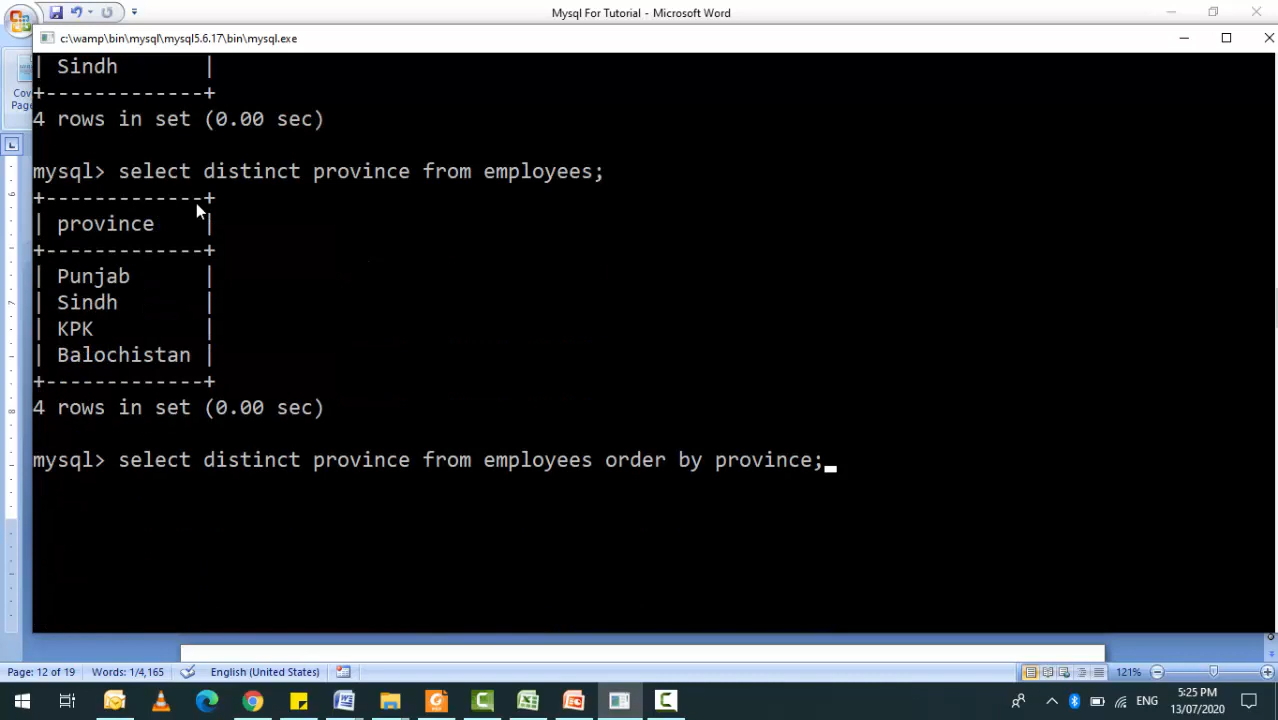 Mysql For Tutorial - Microsoft Word
c:\wamp\bin\mysql\mysql5.6.17\bin\mysql.exe
Cov
Page
| Sindh       |
+-------------+
4 rows in set (0.00 sec)
mysql> select distinct province from employees;
+-------------+
| province    |
+-------------+
| Punjab      |
| Sindh       |
| KPK         |
| Balochistan |
+-------------+
4 rows in set (0.00 sec)
mysql> select distinct province from employees order by province;
Page: 12 of 19 Words: 1/4,165 English (United States) 121%
ENG
5:25 PM
13/07/2020